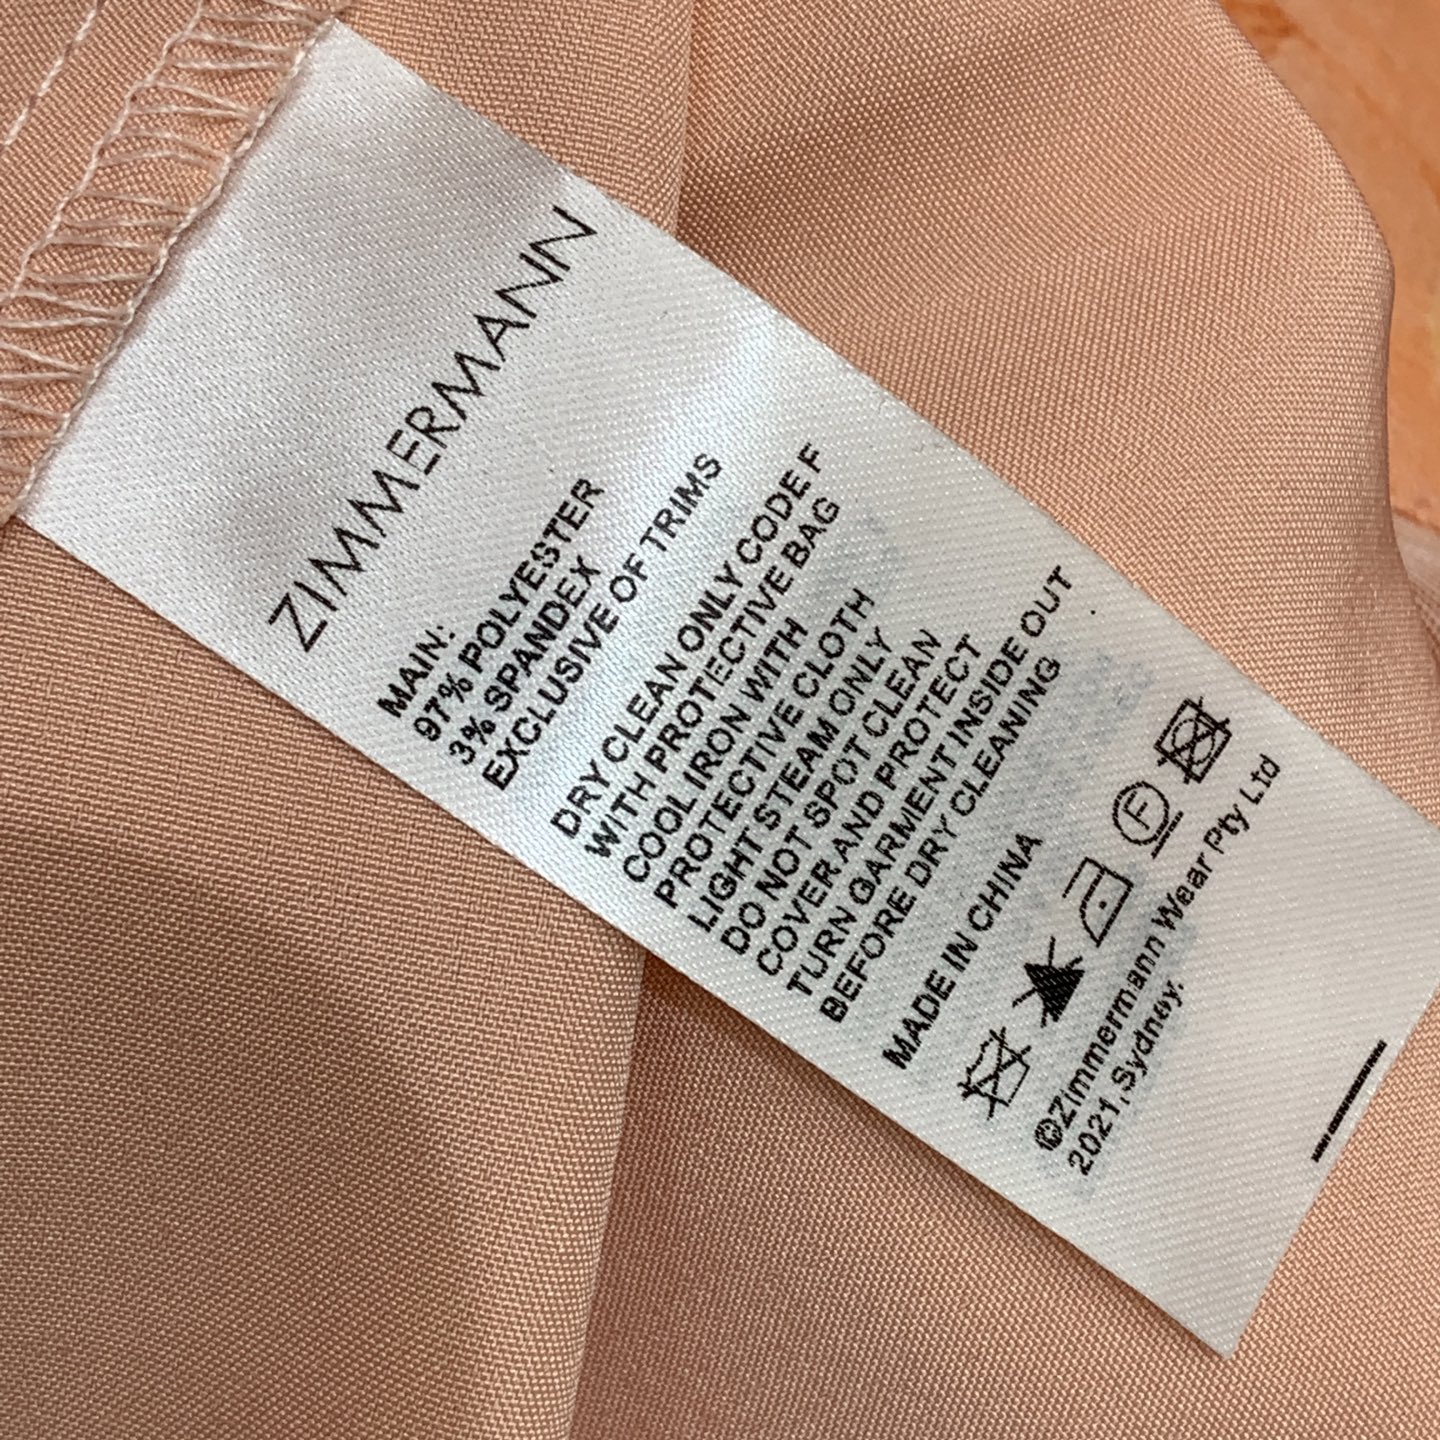 ZIMMERMANN
MAIN:
97% POLYESTER
3% SPANDEX
EXCLUSIVE OF TRIMS
DRY CLEAN ONLY CODE F
WITH PROTECTIVE BAG
COOL IRON WITH
PROTECTIVE CLOTH
LIGHT STEAM ONLY
DO NOT SPOT CLEAN
COVER AND PROTECT
TURN GARMENT INSIDE OUT
BEFORE DRY CLEANING
MADE IN CHINA
F
©Zimmermann Wear Pty Ltd
2021,Sydney.